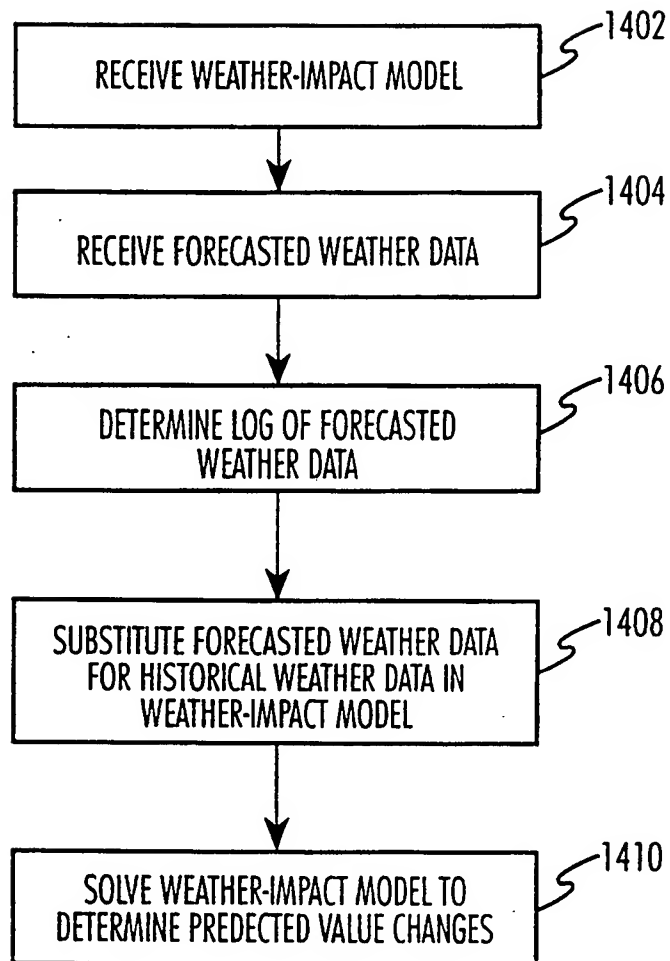 1402
RECEIVE WEATHER-IMPACT MODEL
1404
RECEIVE FORECASTED WEATHER DATA
1406
DETERMINE LOG OF FORECASTED
WEATHER DATA
1408
SUBSTITUTE FORECASTED WEATHER DATA
FOR HISTORICAL WEATHER DATA IN
WEATHER-IMPACT MODEL
1410
SOLVE WEATHER-IMPACT MODEL TO
DETERMINE PREDECTED VALUE CHANGES